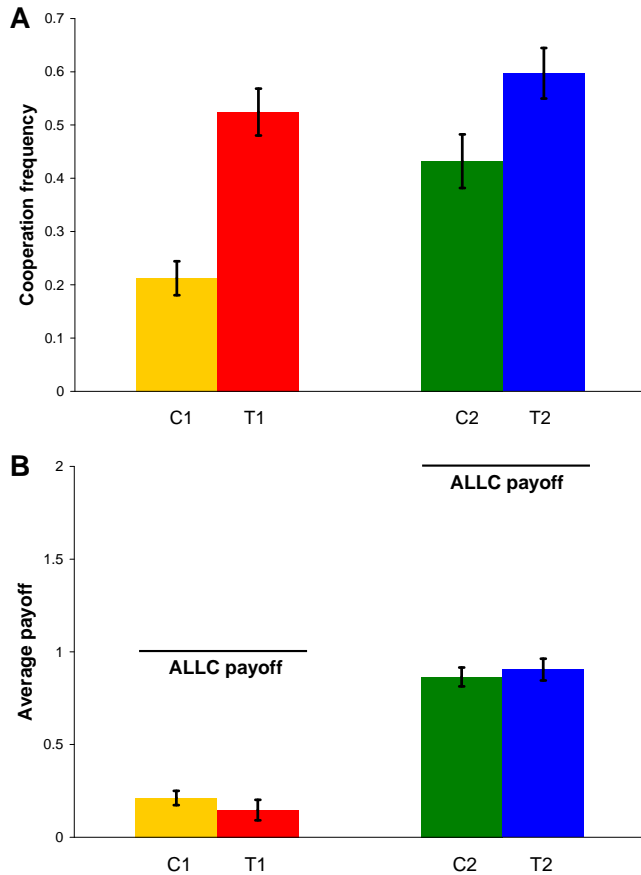 A
Cooperation frequency
0.7
0.6
0.5
0.4
0.3
0.2
0.1
0
C1 T1 C2 T2
B
Average payoff
2
1.5
1
0.5
0
ALLC payoff
ALLC payoff
C1 T1 C2 T2